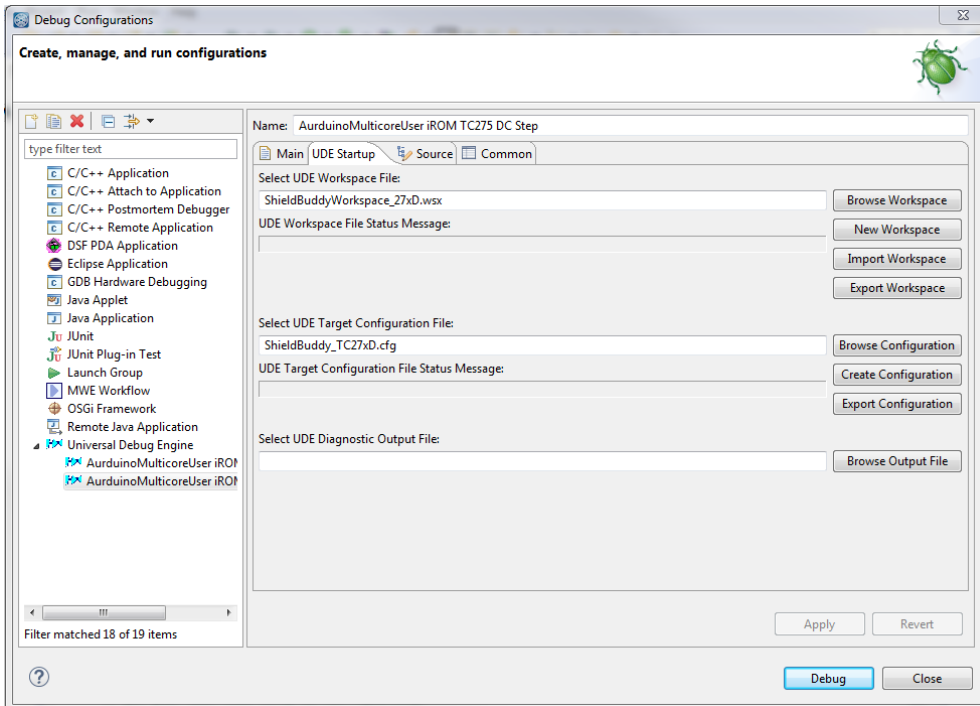 Debug Configurations
Create, manage, and run configurations
type filter text
C/C++ Application
C/C++ Attach to Application
C/C++ Postmortem Debugger
C/C++ Remote Application
DSF PDA Application
Eclipse Application
GDB Hardware Debugging
Java Applet
Java Application
JUnit
JUnit Plug-in Test
Launch Group
MWE Workflow
OSGi Framework
Remote Java Application
Universal Debug Engine
AurduinoMulticoreUser iROM
AurduinoMulticoreUser iROM
Filter matched 18 of 19 items
Name: AurduinoMulticoreUser iROM TC275 DC Step
Main UDE Startup Source Common
Select UDE Workspace File:
ShieldBuddyWorkspace_27xD.wsx Browse Workspace
UDE Workspace File Status Message:
New Workspace
Import Workspace
Export Workspace
Select UDE Target Configuration File:
ShieldBuddy_TC27xD.cfg Browse Configuration
UDE Target Configuration File Status Message:
Create Configuration
Export Configuration
Select UDE Diagnostic Output File:
Browse Output File
Apply Revert
Debug Close